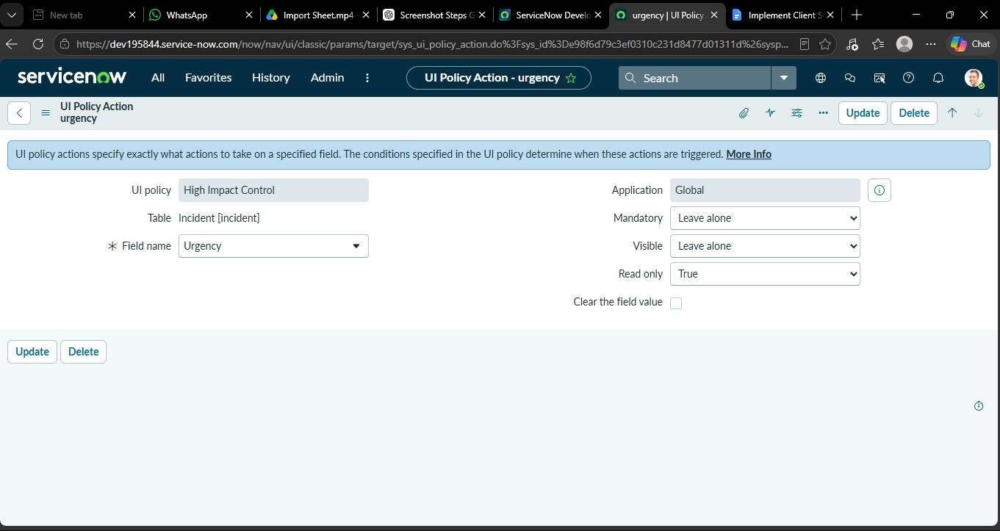 New tab
WhatsApp
Import Sheet.mp4 -
Screenshot Steps G
ServiceNow Develo
urgency | UI Policy
Implement Client S
https://dev195844.service-now.com/now/nav/ui/classic/params/target/sys_ui_policy_action.do%3Fsys_id%3De98f6d79c3ef0310c231d8477d01311d%26sysp...
Chat
servicenow
All
Favorites
History
Admin
UI Policy Action - urgency
Search
UI Policy Action
urgency
Update
Delete
UI policy actions specify exactly what actions to take on a specified field. The conditions specified in the UI policy determine when these actions are triggered. More Info
UI policy
High Impact Control
Application
Global
Table
Incident [incident]
Mandatory
Leave alone
Field name
Urgency
Visible
Leave alone
Read only
True
Clear the field value
Update
Delete